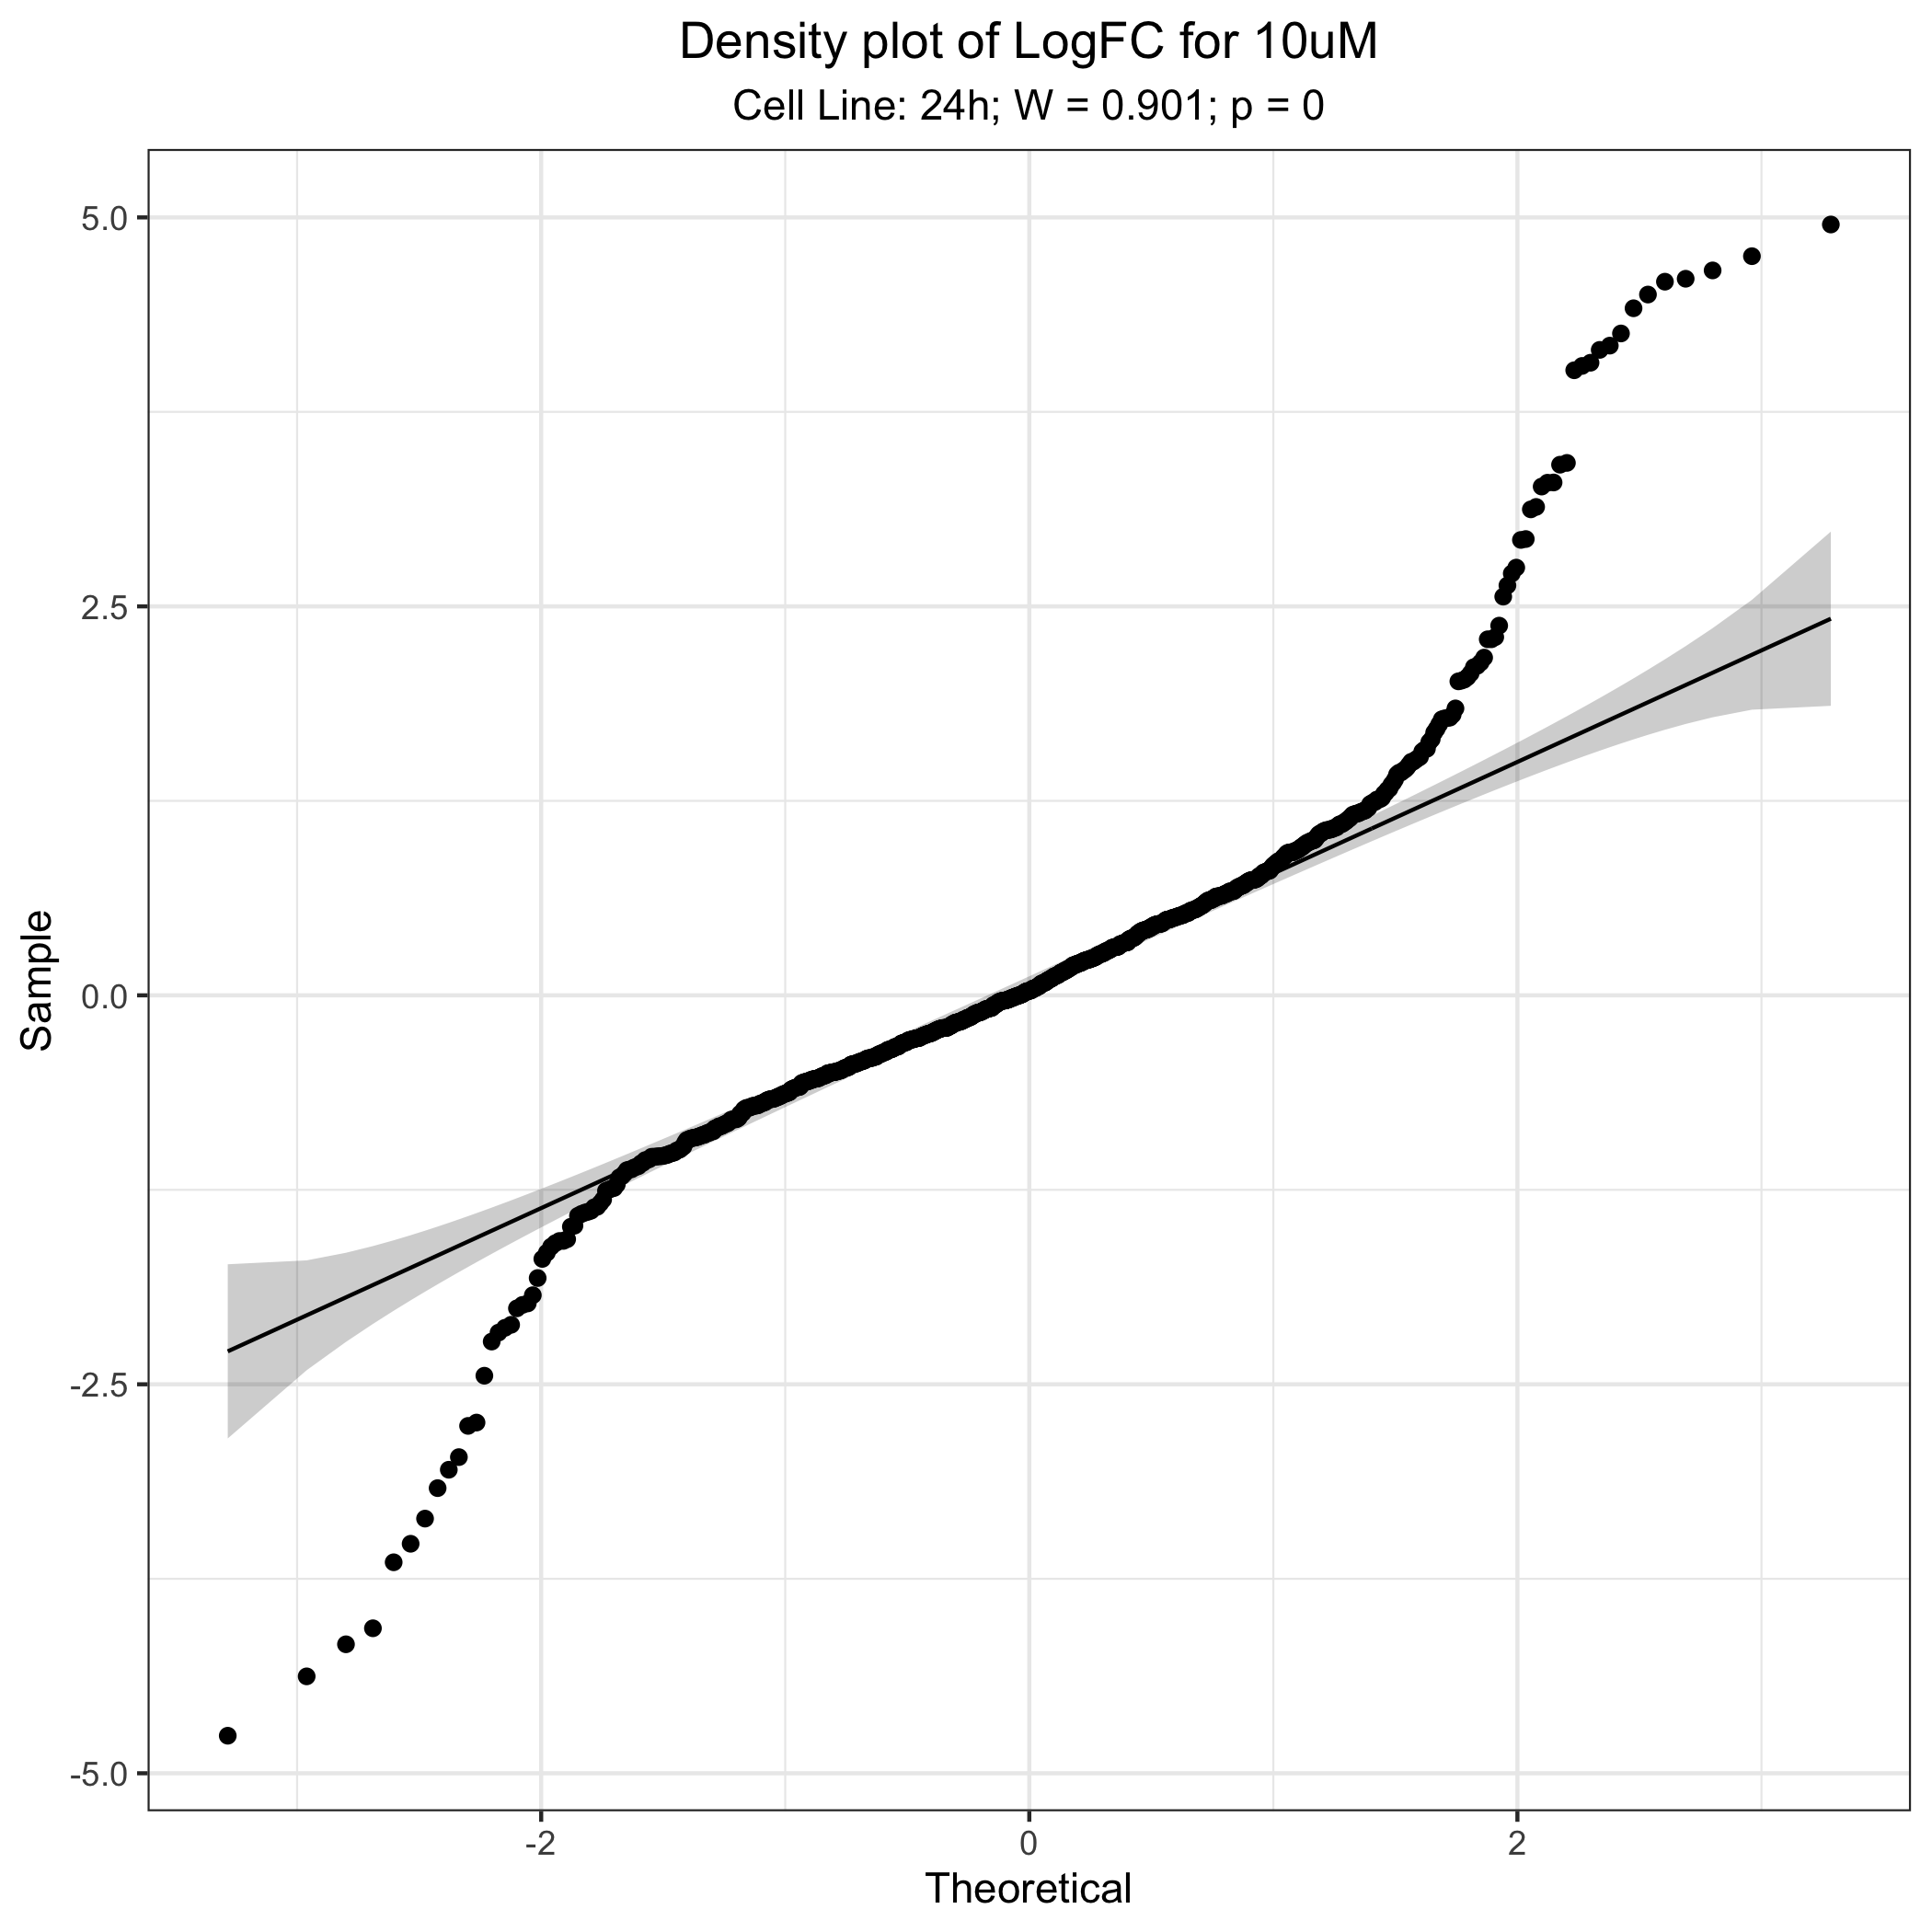 Density plot of LogFC for 10uM
Cell Line: 24h; W = 0.901; p = 0
5.0
2.5
0.0
-2.5
-5.0
Sample
-2 0 2
Theoretical